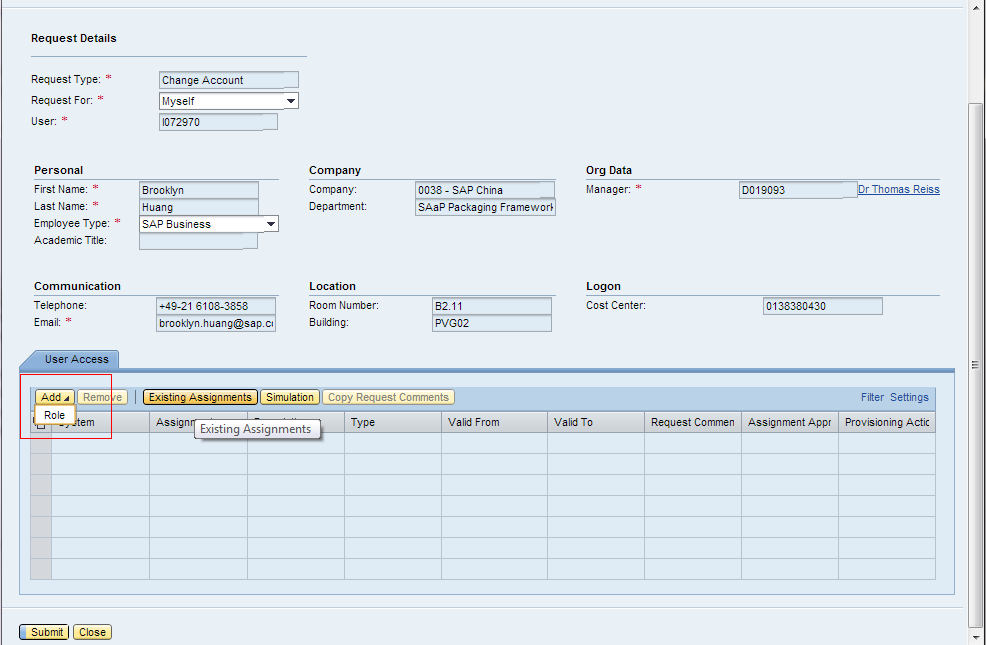 Request Details
Request Type: * Change Account
Request For: * Myself
User: * I072970
Personal Company Org Data
First Name: * Brooklyn Company: 0038 - SAP China Manager: * D019093 Dr Thomas Reiss
Last Name: * Huang Department: SAaP Packaging Framework
Employee Type: * SAP Business
Academic Title:
Communication Location Logon
Telephone: +49-21 6108-3858 Room Number: B2.11 Cost Center: 0138380430
Email: * brooklyn.huang@sap.c Building: PVG02
User Access
Add Remove Existing Assignments Simulation Copy Request Comments Filter Settings
Role
System Type Valid From Valid To Request Commen Assignment Appr Provisioning Actic
Existing Assignments
Submit Close